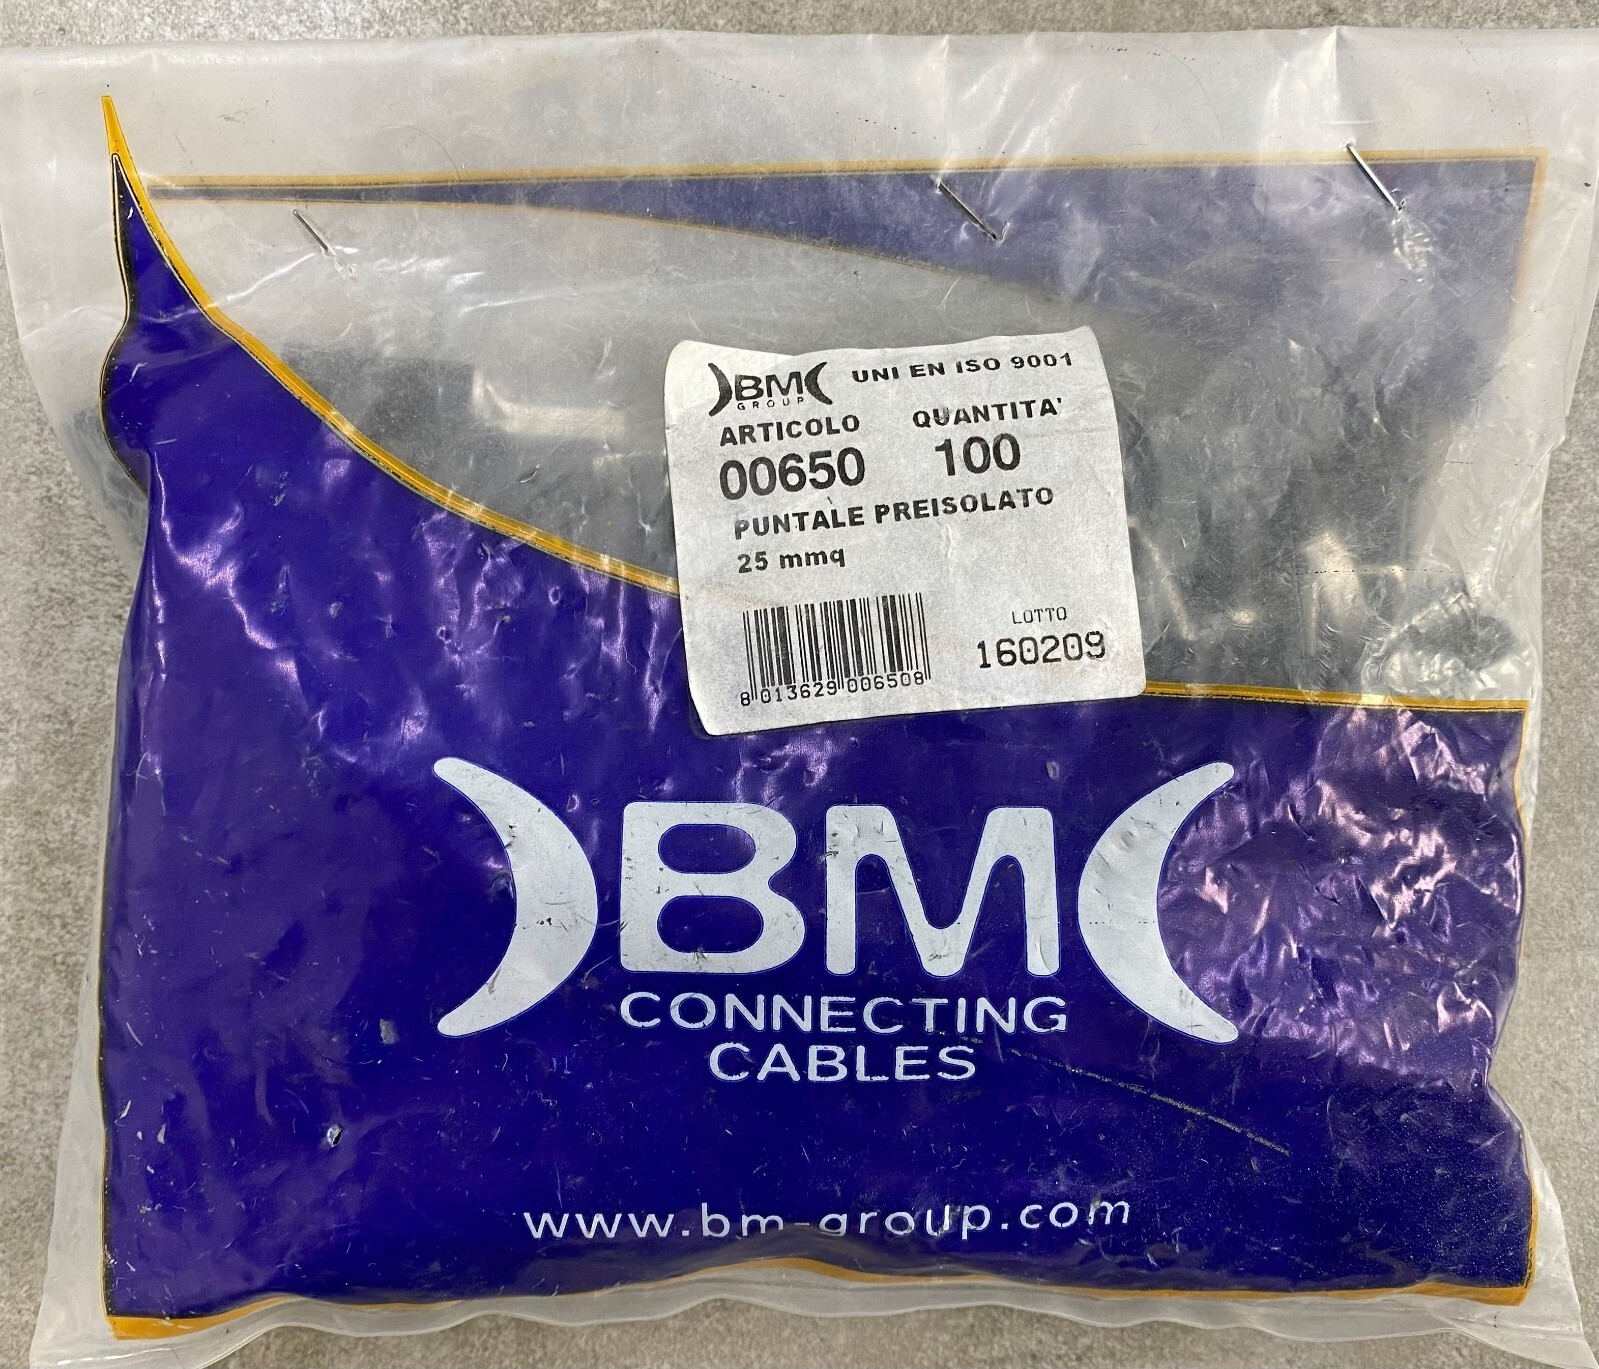 BM UNI EN ISO 9001
GROUP
ARTICOLO QUANTITA'
00650 100
PUNTALE PREISOLATO
25 mmq
LOTTO
160209
8 013629 006508
BM
CONNECTING
CABLES
www.bm-group.com